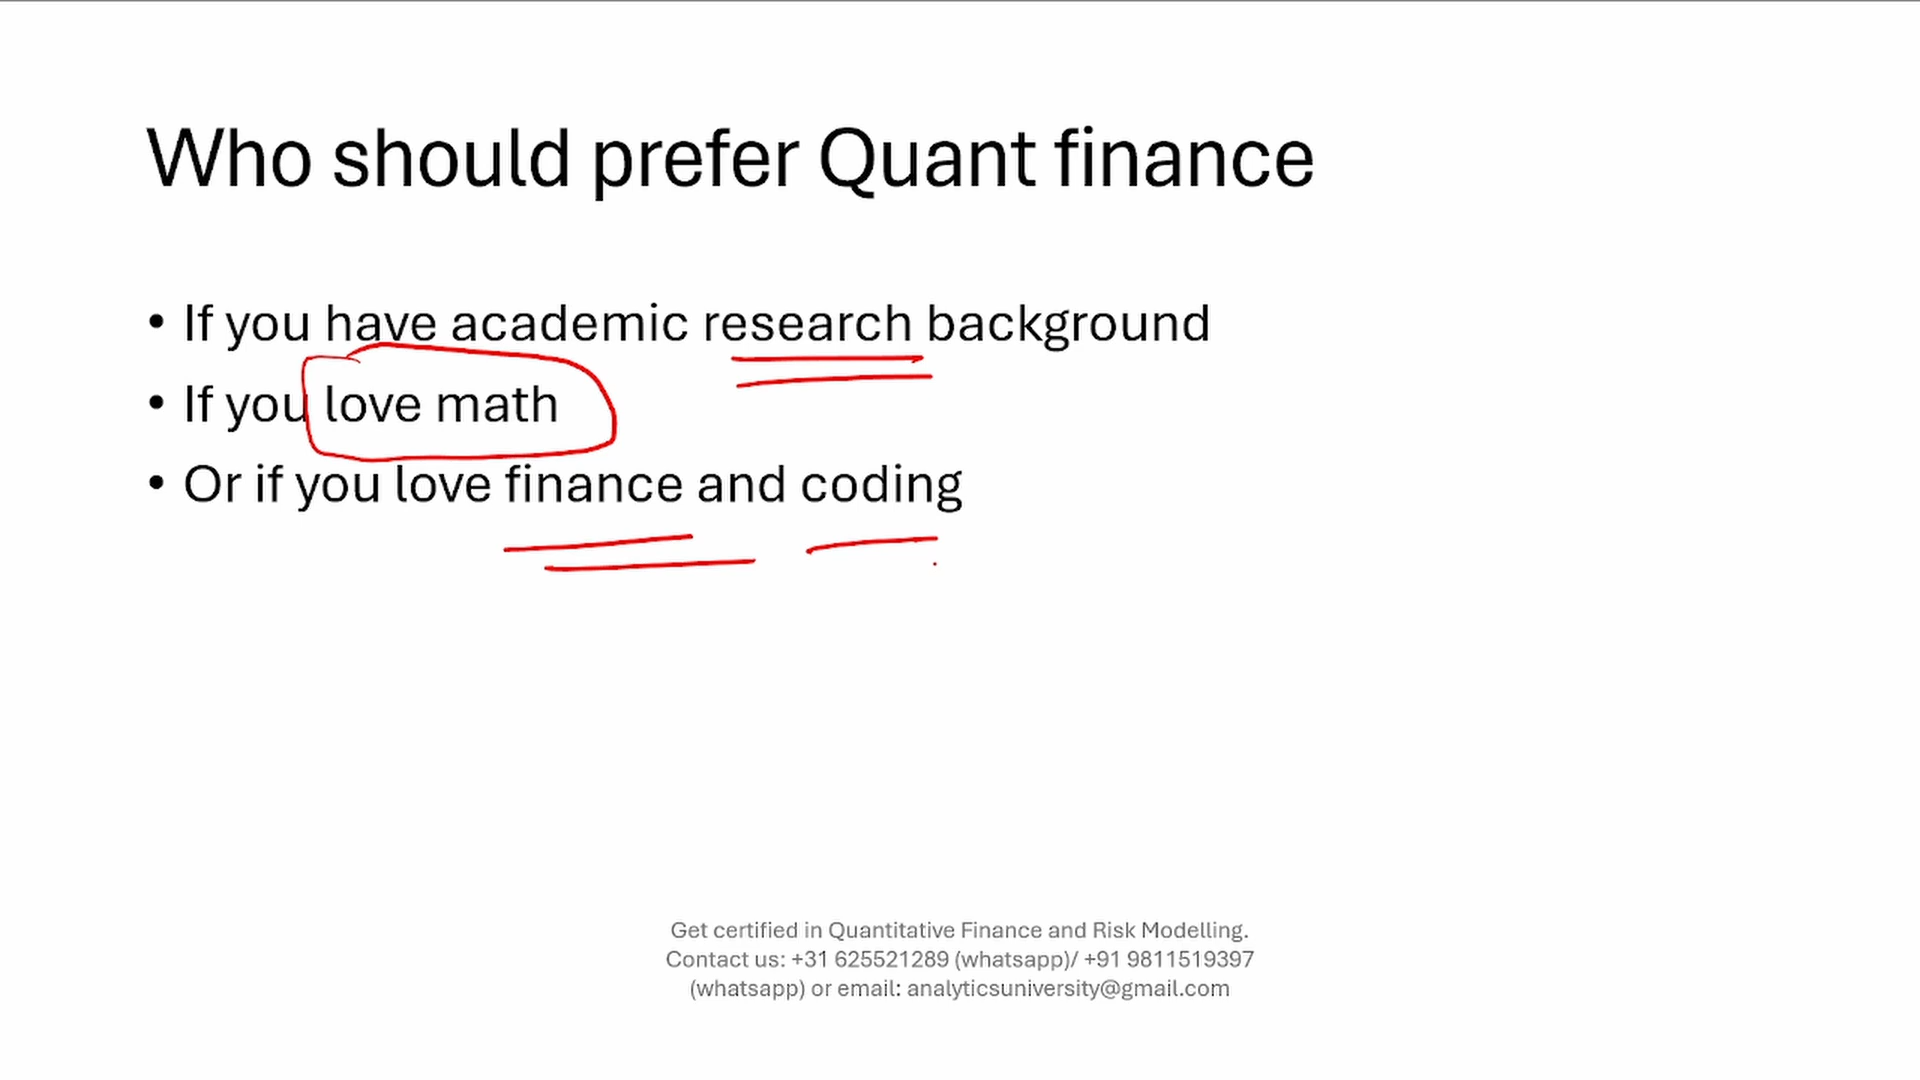 Who should prefer Quant finance
• If you have academic research background
• If you love math
• Or if you love finance and coding
Get certified in Quantitative Finance and Risk Modelling.
Contact us: +31 625521289 (whatsapp)/ +91 9811519397
(whatsapp) or email: analyticsuniversity@gmail.com